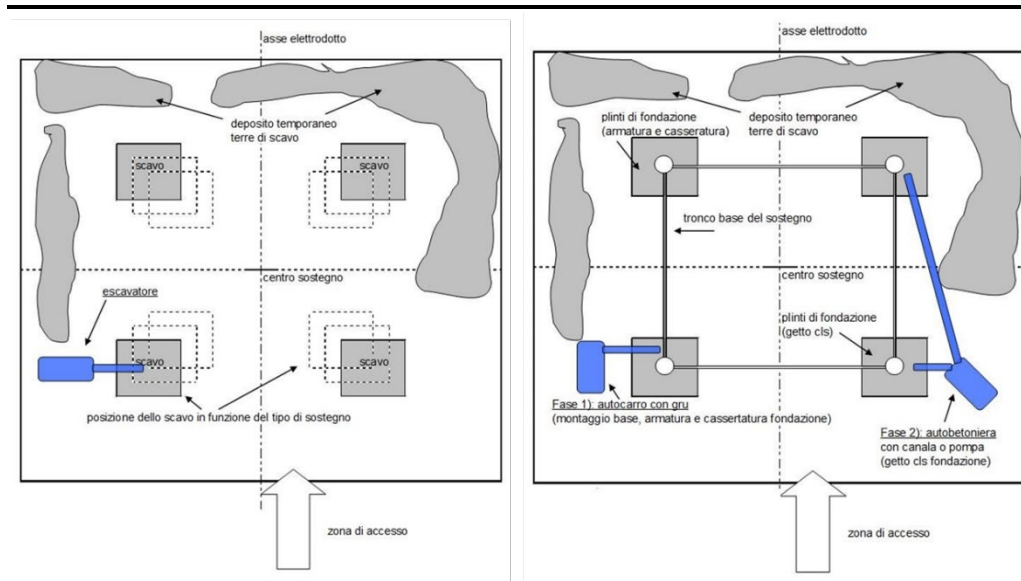 asse elettrodotto
deposito temporaneo
terre di scavo
scavo
scavo
centro sostegno
escavatore
scavo
scavo
posizione dello scavo in funzione del tipo di sostegno
zona di accesso
asse elettrodotto
plinti di fondazione
(armatura e casseratura)
deposito temporaneo
terre di scavo
tronco base del sostegno
centro sostegno
plinti di fondazione
(getto cls)
Fase 1): autocarro con gru
(montaggio base, armatura e cassertatura fondazione)
Fase 2): autobetoniera
con canala o pompa
(getto cls fondazione)
zona di accesso